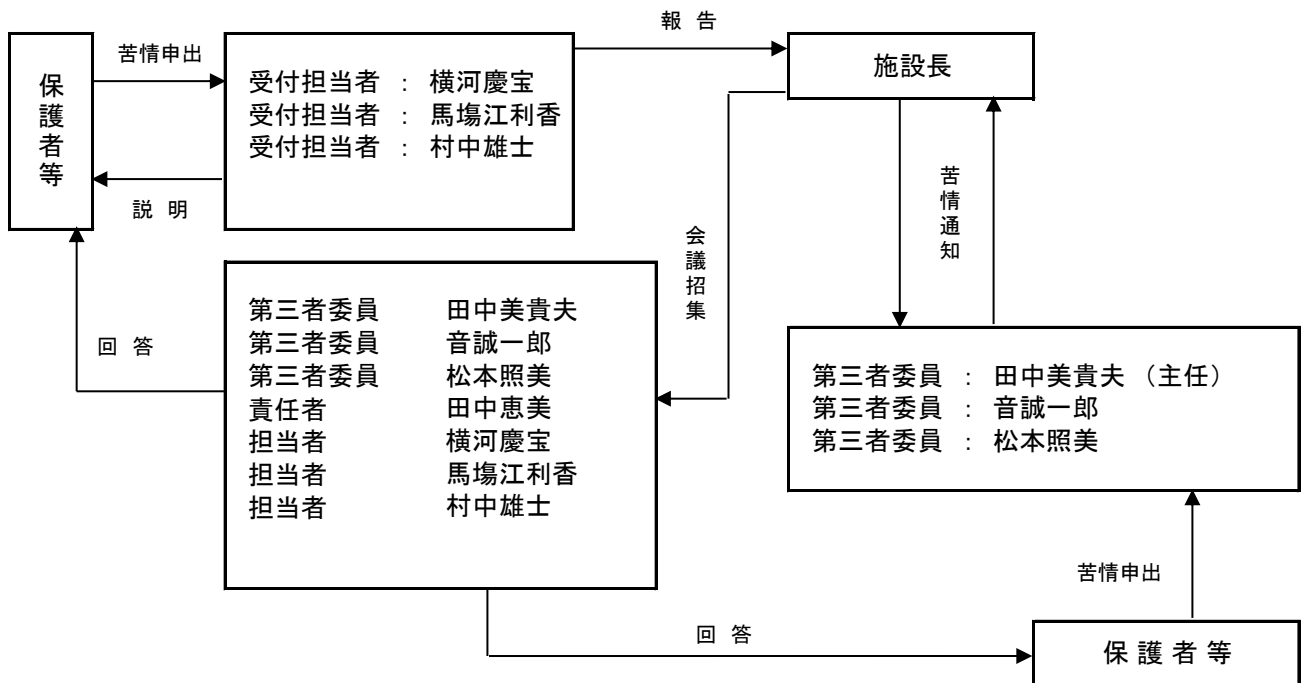 報 告
苦情申出
保護者等
受付担当者 : 横河慶宝
受付担当者 : 馬塲江利香
受付担当者 : 村中雄士
施設長
説 明
会議招集
苦情通知
回 答
第三者委員 田中美貴夫
第三者委員 音誠一郎
第三者委員 松本照美
責任者 田中恵美
担当者 横河慶宝
担当者 馬塲江利香
担当者 村中雄士
第三者委員 : 田中美貴夫 (主任)
第三者委員 : 音誠一郎
第三者委員 : 松本照美
苦情申出
回 答
保 護 者 等